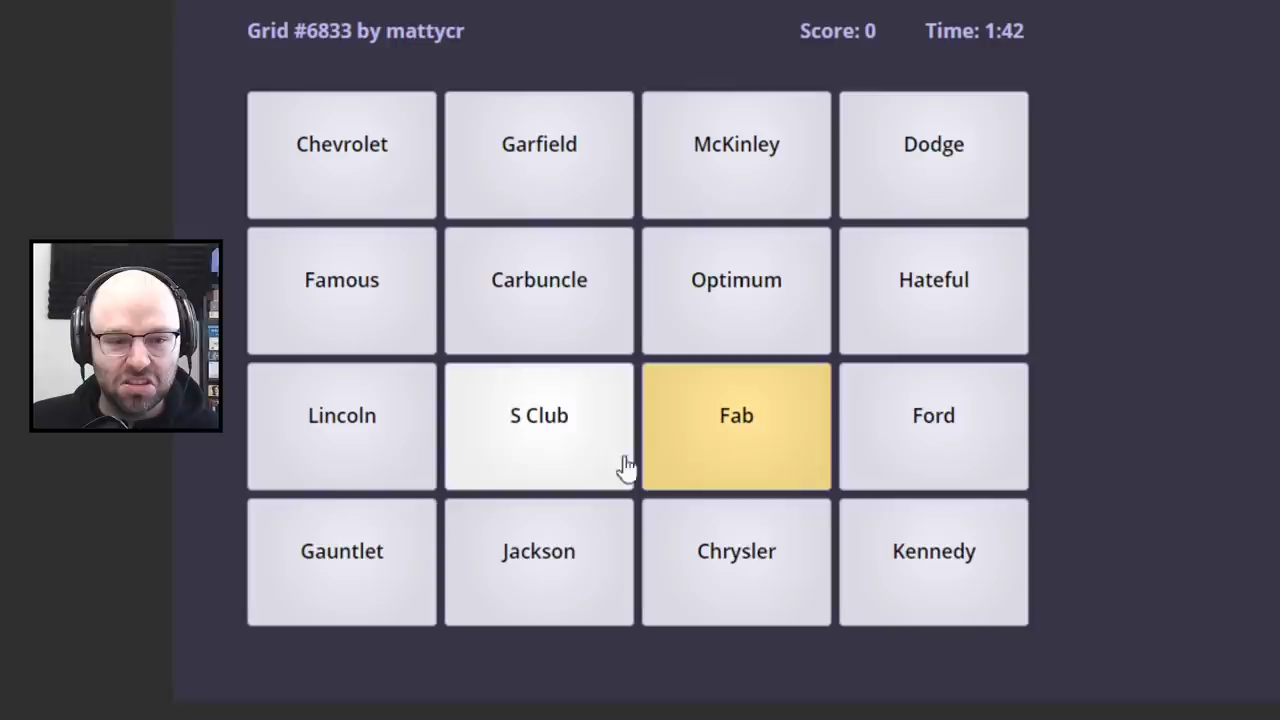 Grid #6833 by mattycr Score: 0 Time: 1:42
Chevrolet Garfield McKinley Dodge
Famous Carbuncle Optimum Hateful
Lincoln S Club Fab Ford
Gauntlet Jackson Chrysler Kennedy